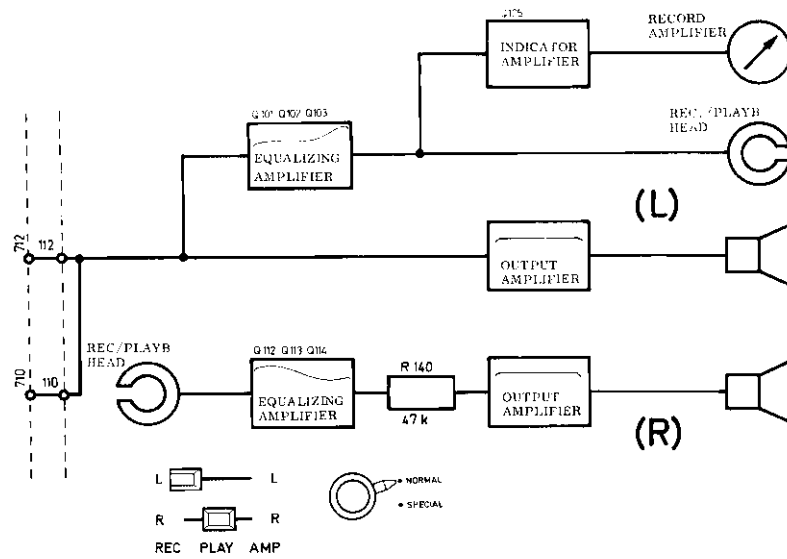 Q125
INDICATOR
AMPLIFIER
RECORD
AMPLIFIER
Q101 Q102 Q103
EQUALIZING
AMPLIFIER
REC. /PLAYB
HEAD
(L)
712
112
OUTPUT
AMPLIFIER
REC/PLAYB
HEAD
710
110
Q112 Q113 Q114
EQUALIZING
AMPLIFIER
R 140
47 k
OUTPUT
AMPLIFIER
(R)
L L
R R
REC PLAY AMP
NORMAL
SPECIAL